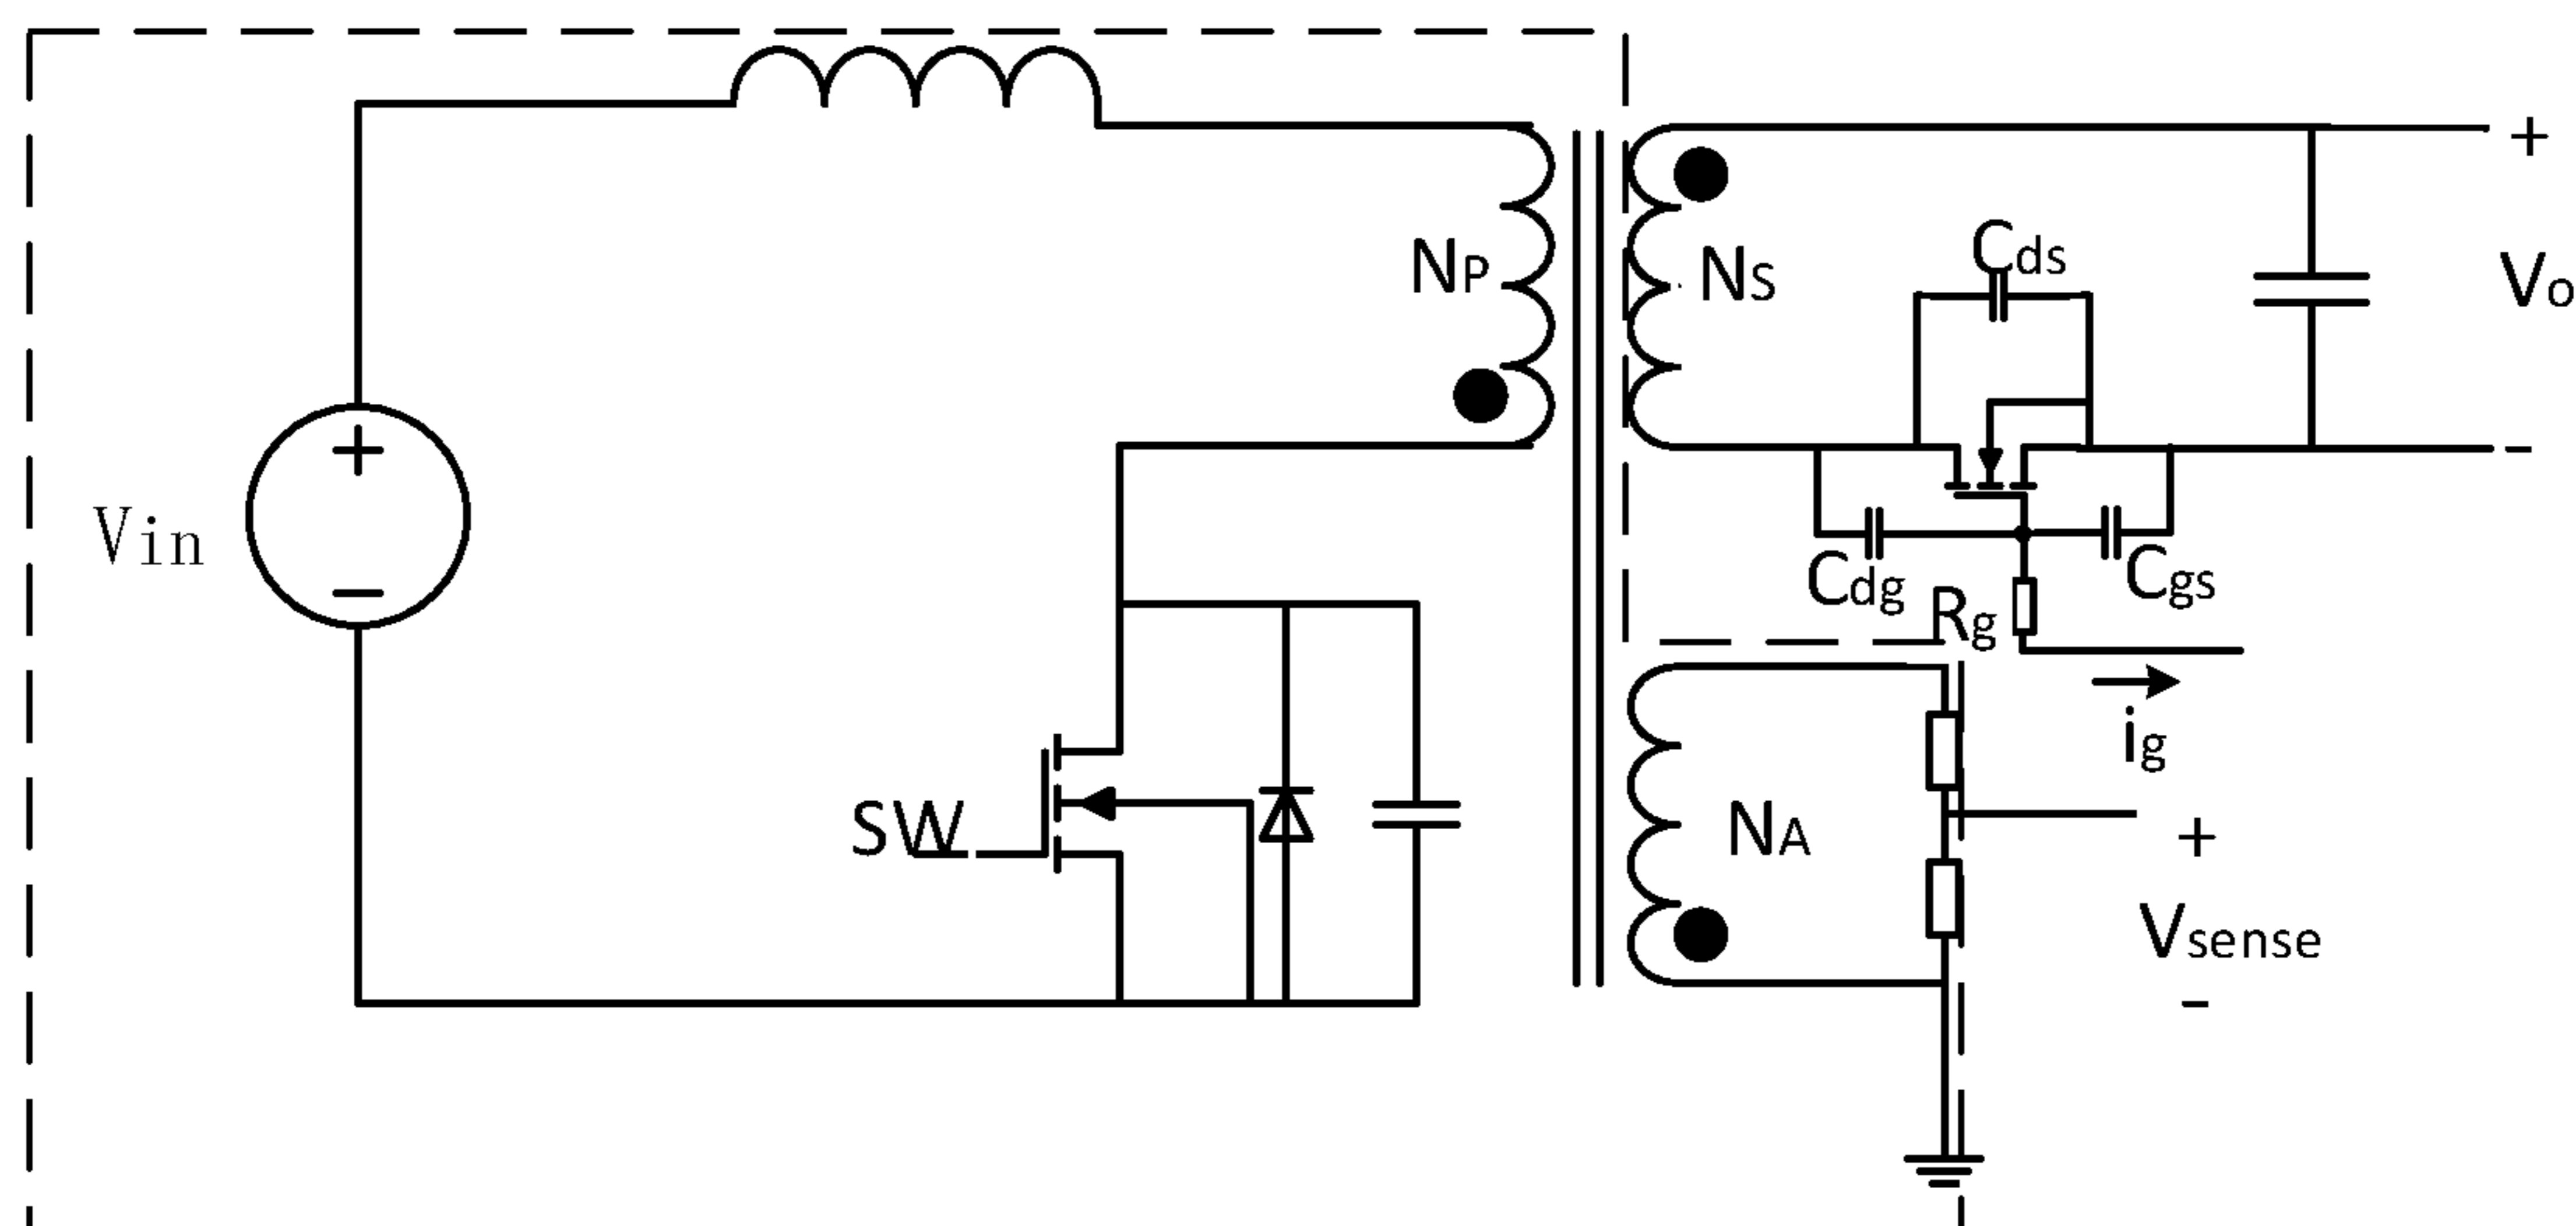 +
NP
NS
Cds
Vo
+
-
Vin
−
Cdg
Rg
Cgs
ig
SW
NA
+
Vsense
-